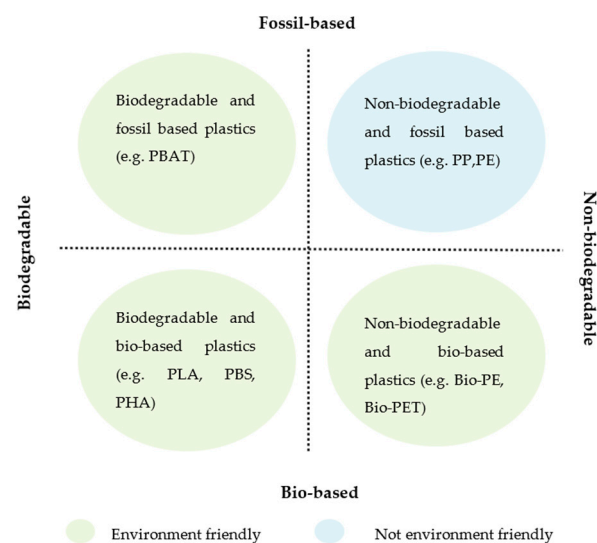 Fossil-based
Biodegradable and
fossil based plastics
(e.g. PBAT)
Non-biodegradable
and fossil based
plastics (e.g. PP,PE)
Biodegradable
Non-biodegradable
Biodegradable and
bio-based plastics
(e.g. PLA, PBS,
PHA)
Non-biodegradable
and bio-based
plastics (e.g. Bio-PE,
Bio-PET)
Bio-based
Environment friendly
Not environment friendly